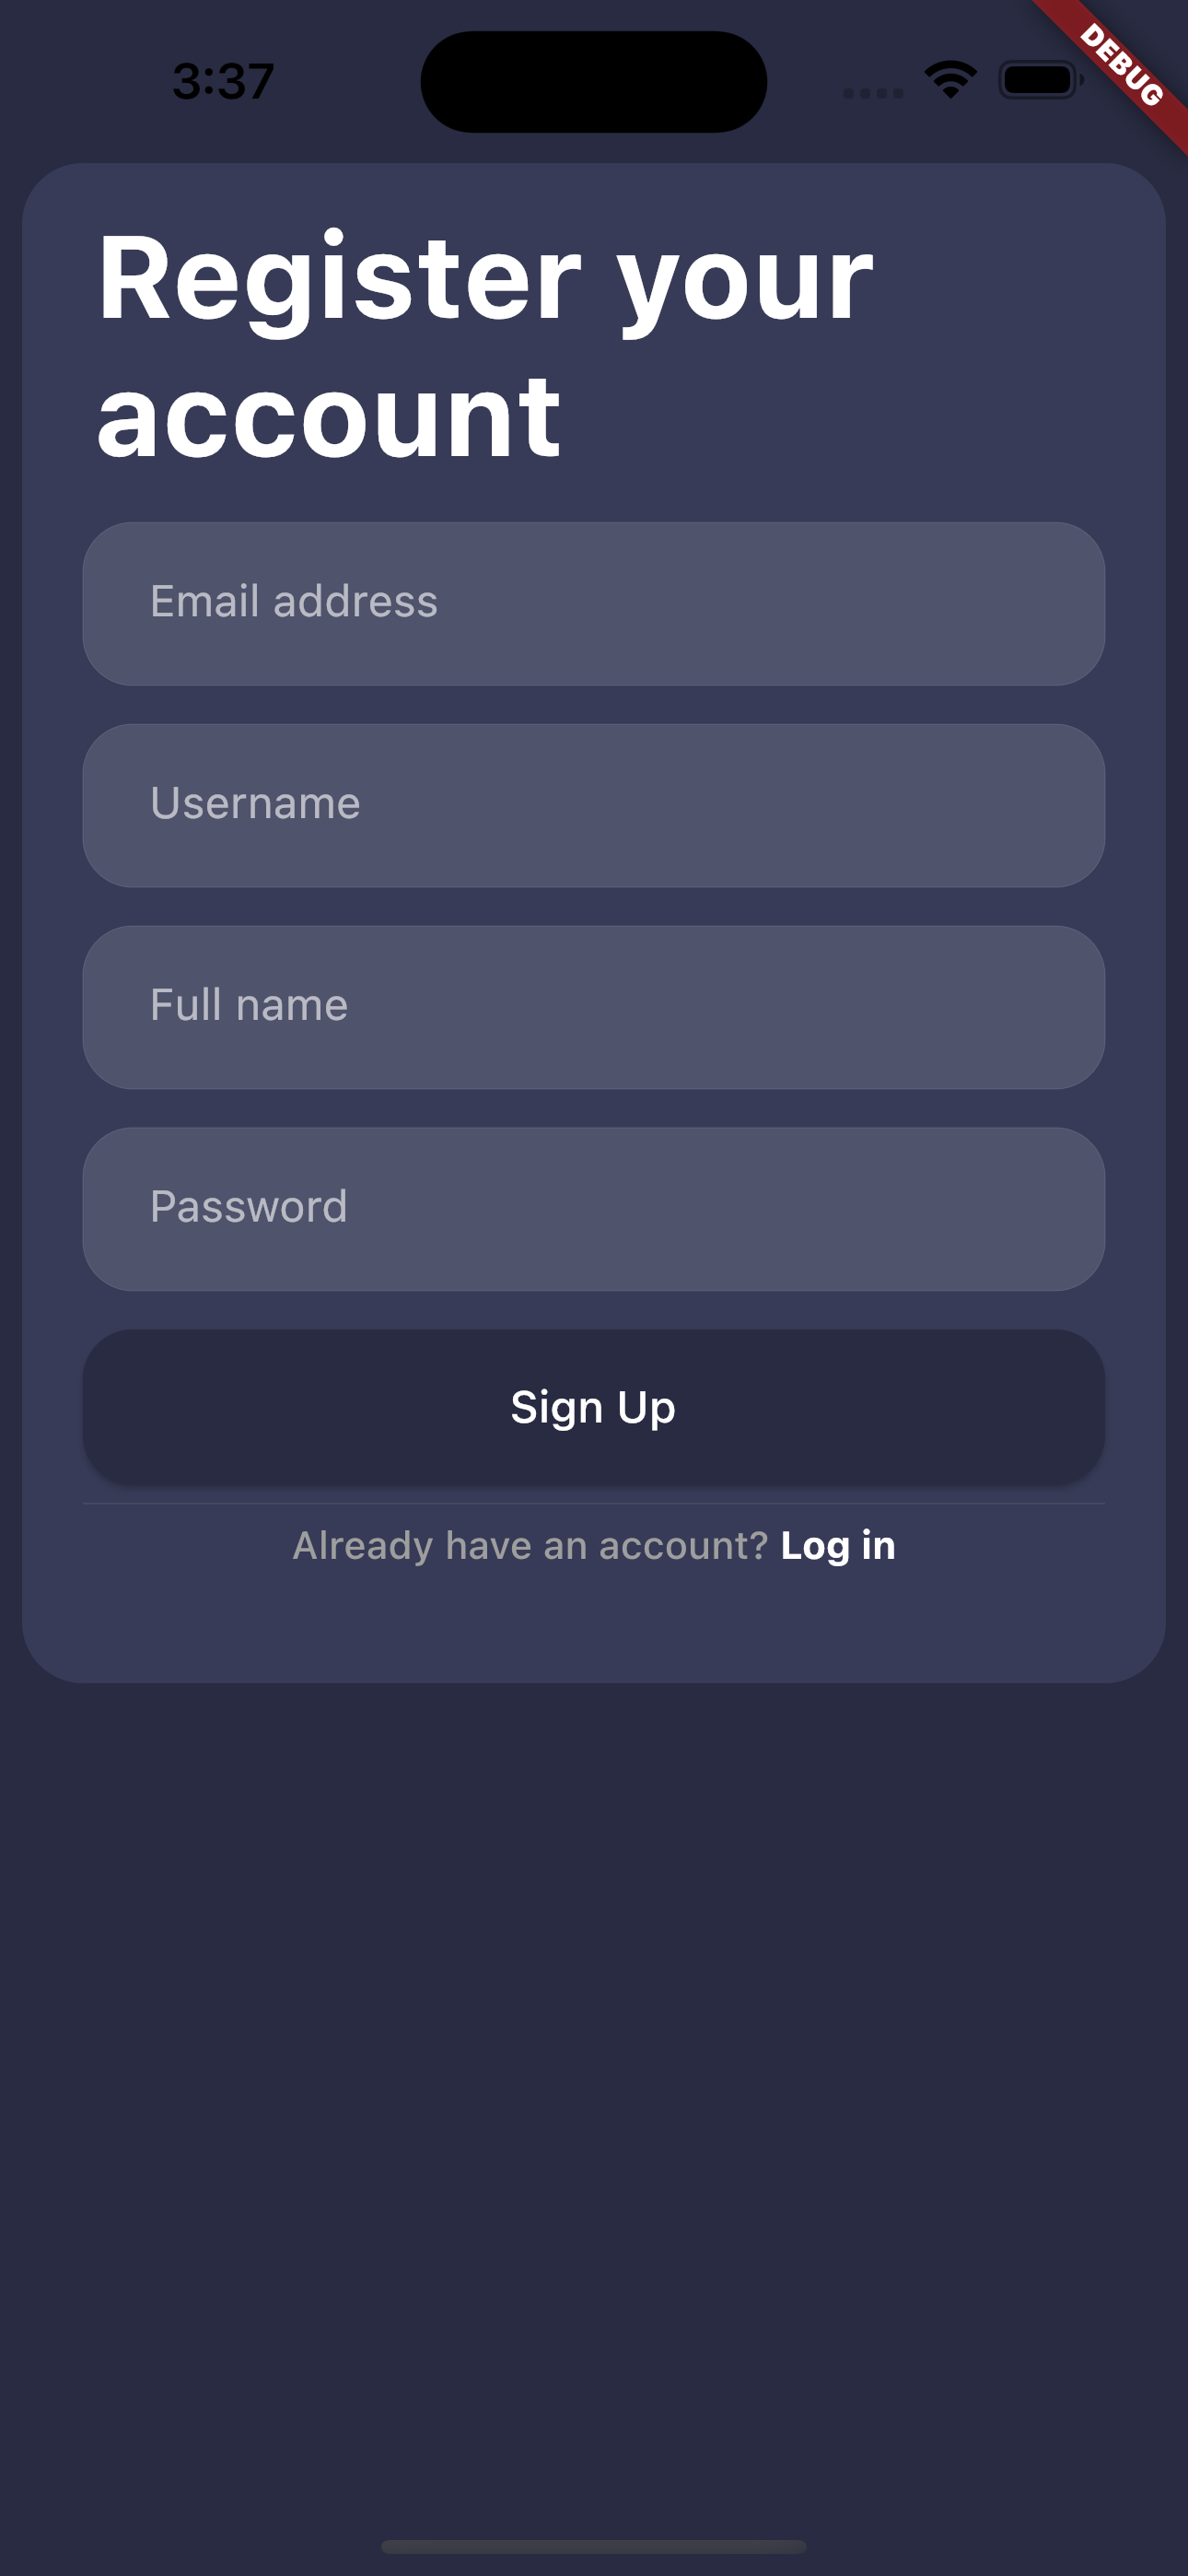 3:37
DEBUG
Register your
account
Email address
Username
Full name
Password
Sign Up
Already have an account? Log in